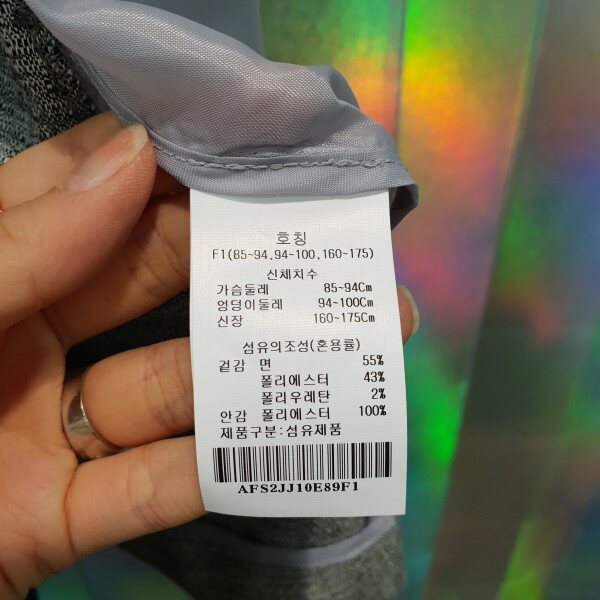 호칭
F1(85~94,94~100,160~175)
신체치수
가슴둘레 85~94Cm
엉덩이둘레 94~100Cm
신장 160~175Cm
섬유의조성(혼용률)
겉감 면 55%
폴리에스터 43%
폴리우레탄 2%
안감 폴리에스터 100%
제품구분:섬유제품
AFS2JJ10E89F1